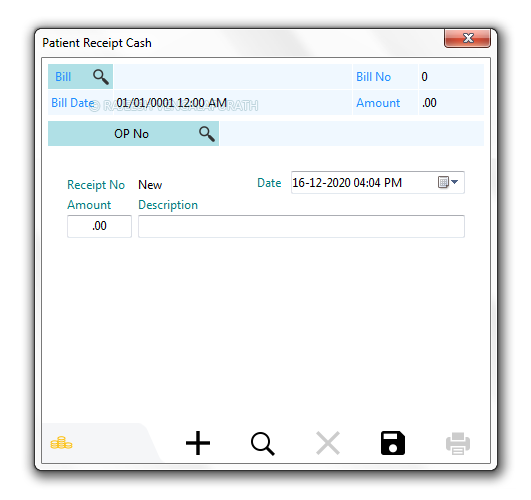 Patient Receipt Cash
Bill Bill No 0
Bill Date 01/01/0001 12:00 AM Amount .00
OP No
Receipt No New Date 16-12-2020 04:04 PM
Amount Description
.00